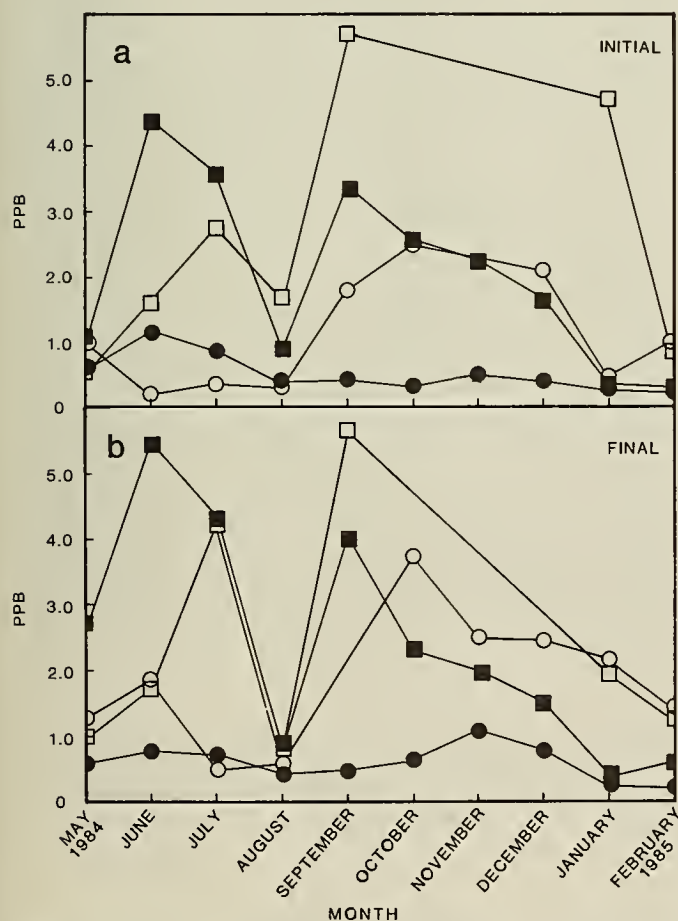 a
INITIAL
5.0
4.0
3.0
2.0
1.0
0
PPB
b
FINAL
5.0
4.0
3.0
2.0
1.0
0
PPB
MAY
1984
JUNE
JULY
AUGUST
SEPTEMBER
OCTOBER
NOVEMBER
DECEMBER
JANUARY
FEBRUARY
1985
MONTH